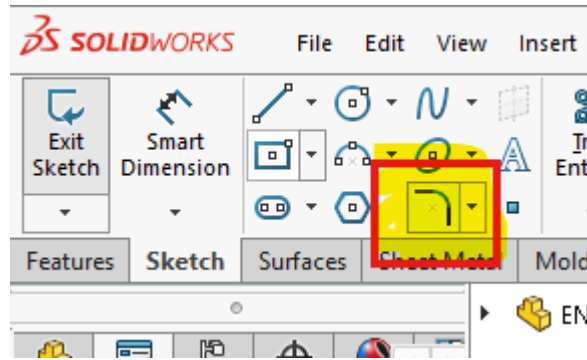 SOLIDWORKS File Edit View Insert
Exit Sketch
Smart Dimension
Features Sketch Surfaces Sheet Metal Mold
EN